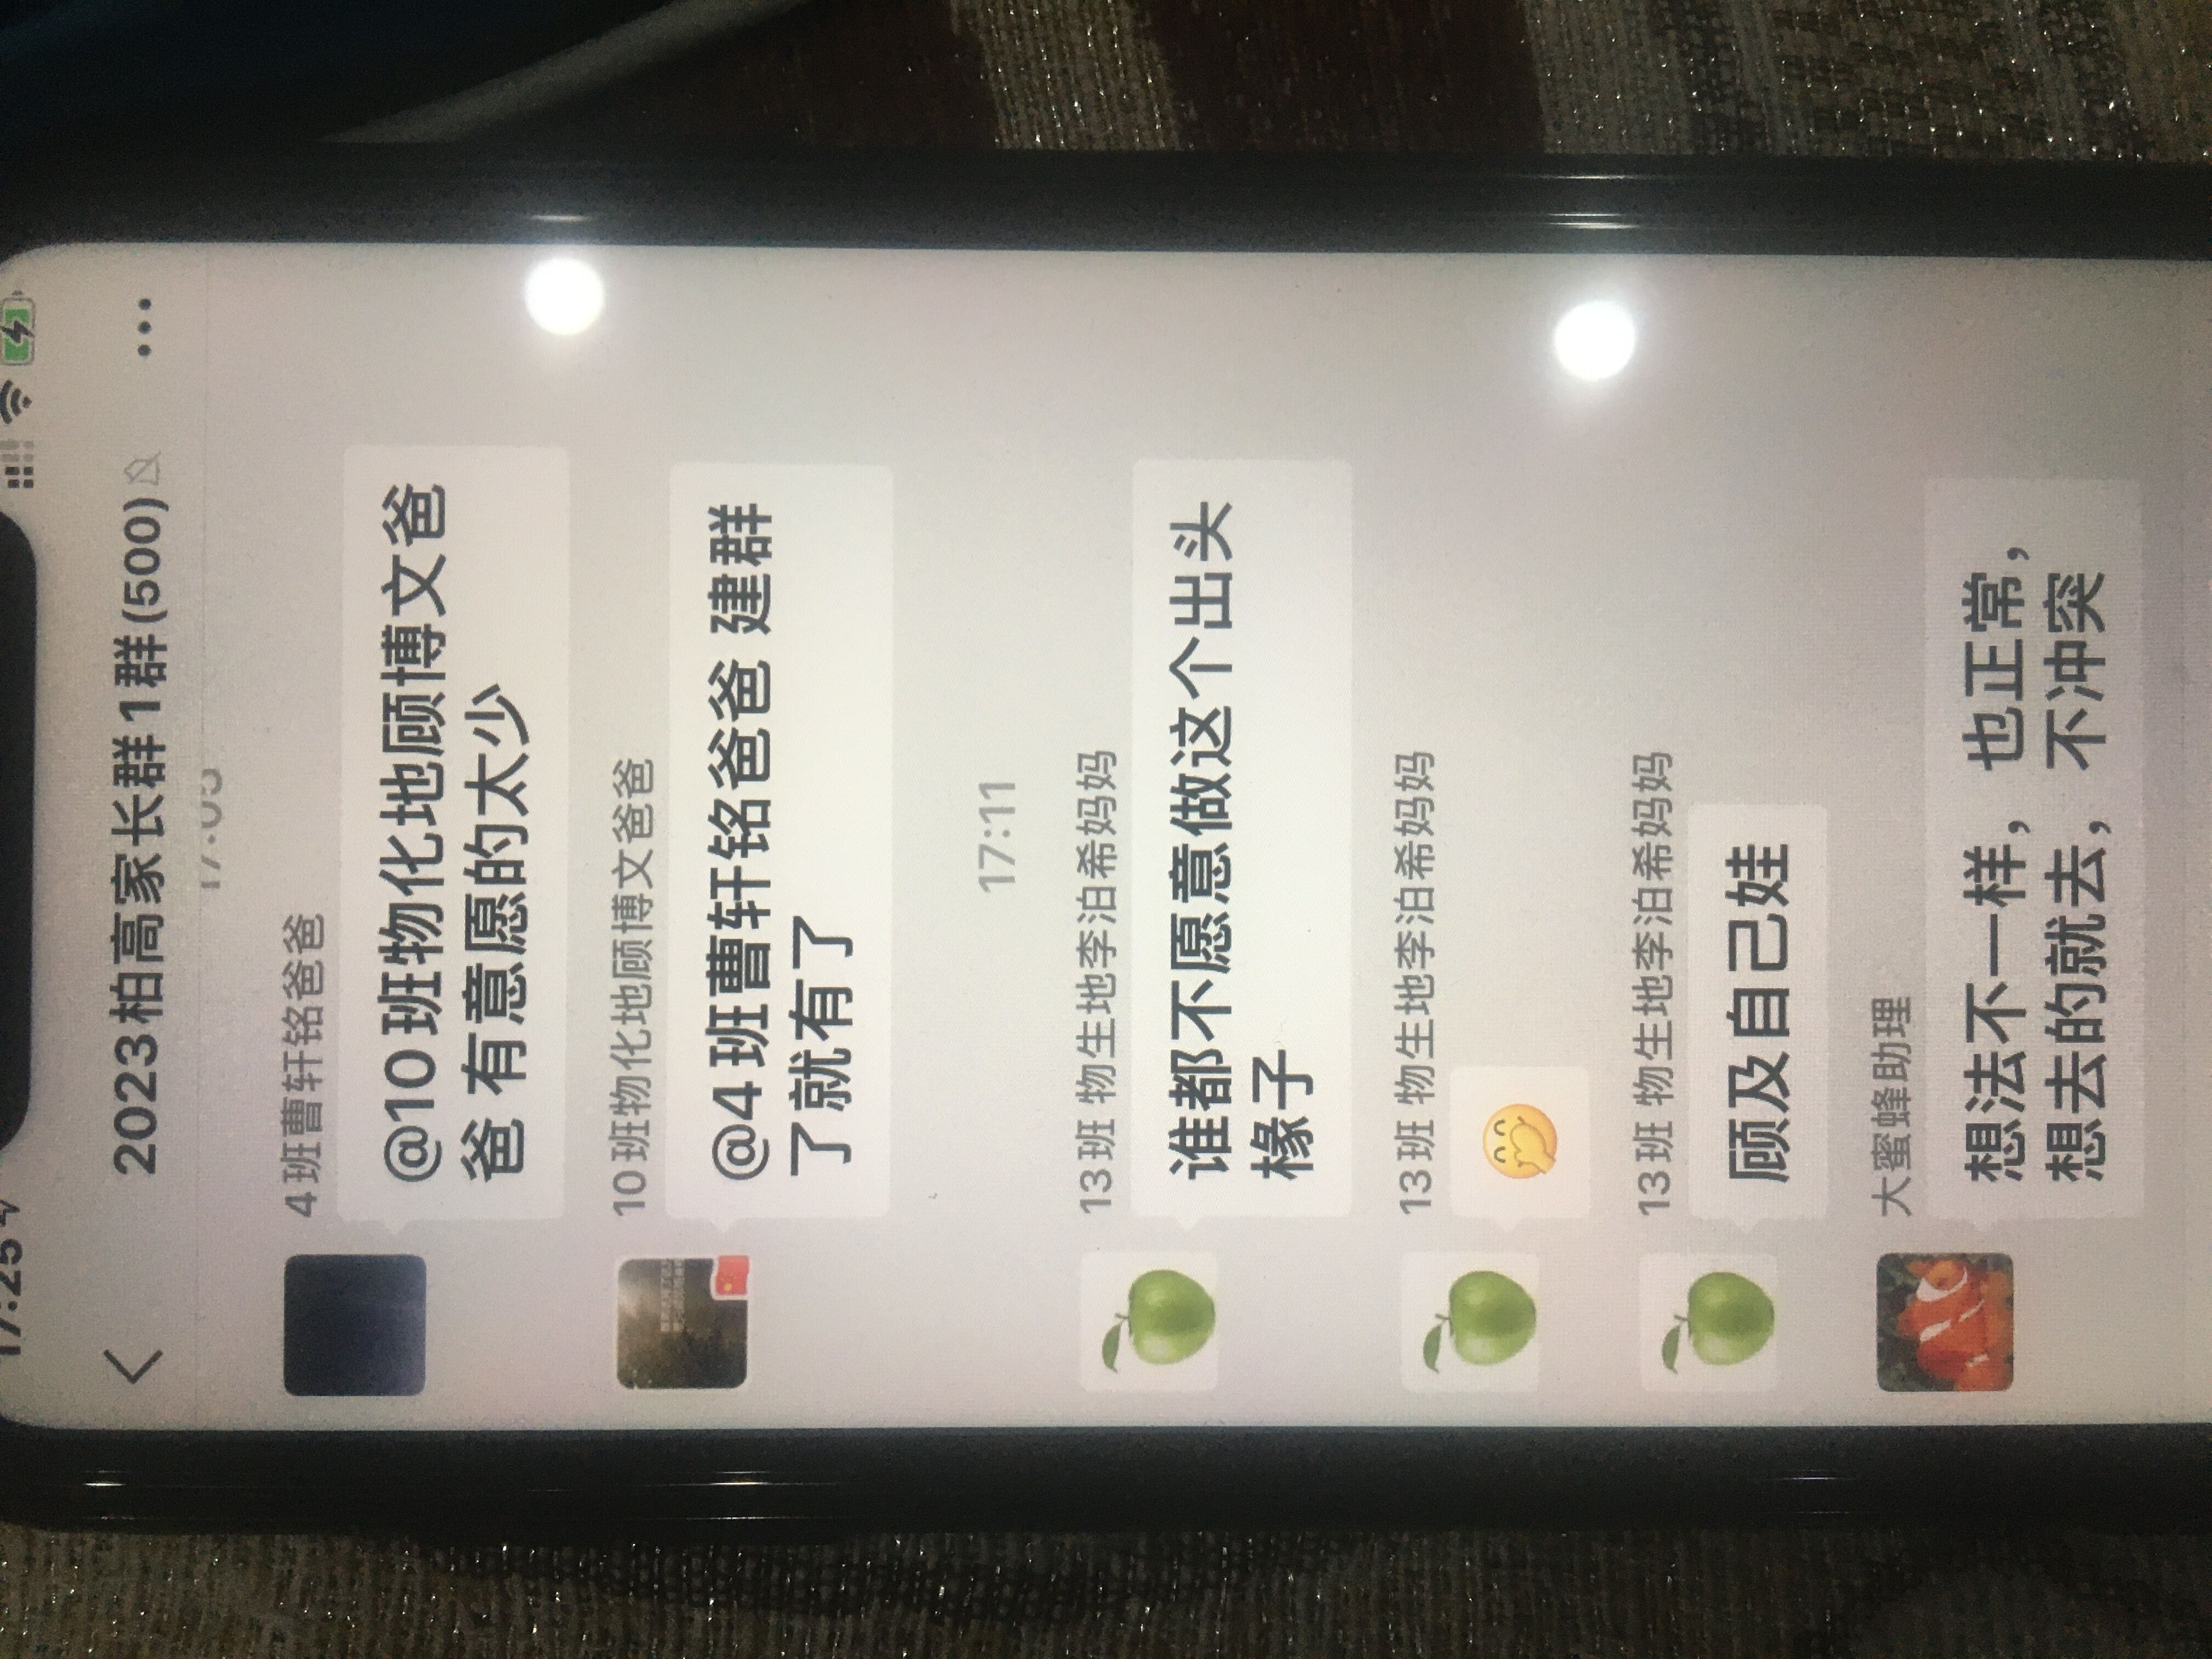 17:25
2023柏高家长群1群(500)
17:05
4班曹轩铭爸爸
@10班物化地顾博文爸
爸 有意愿的太少
10班物化地顾博文爸爸
@4班曹轩铭爸爸 建群
了就有了
17:11
13班 物生地李泊希妈妈
谁都不愿意做这个出头
椽子
13班 物生地李泊希妈妈
13班 物生地李泊希妈妈
顾及自己娃
大蜜蜂助理
想法不一样，也正常，
想去的就去，不冲突